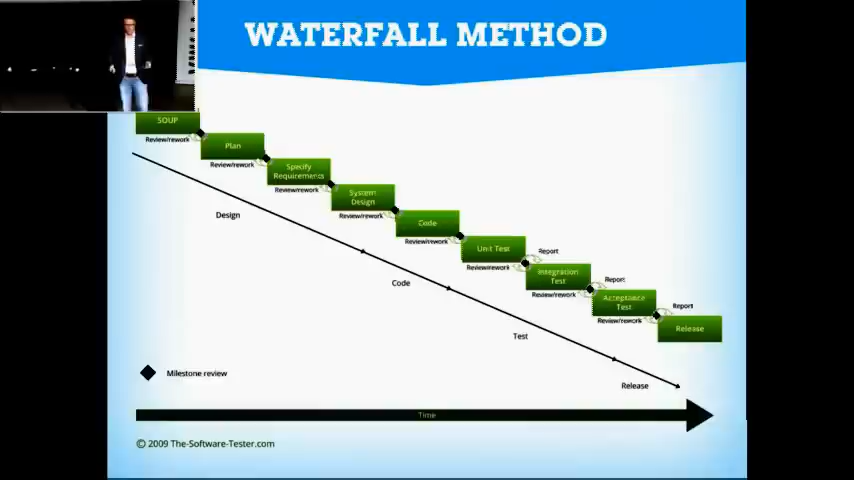 WATERFALL METHOD
SOUP
Review/rework
Plan
Review/rework
Specify
Requirements
Review/rework
System
Design
Review/rework
Code
Review/rework
Unit Test
Review/rework
Report
Integration
Test
Review/rework
Report
Acceptance
Test
Review/rework
Report
Release
Design
Code
Test
Release
Milestone review
Time
© 2009 The-Software-Tester.com